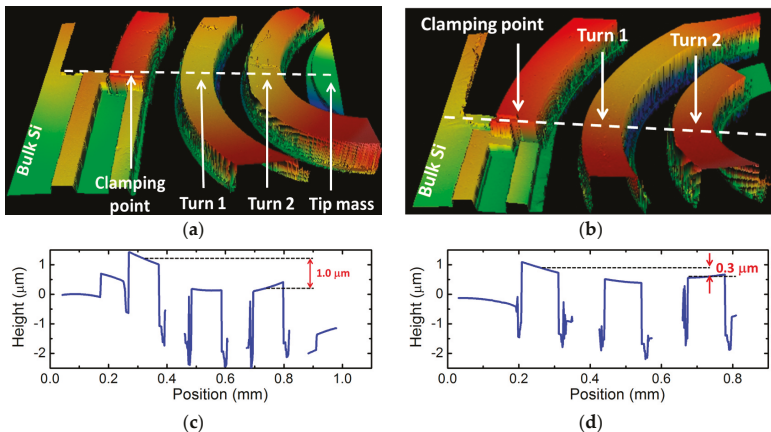 Bulk Si
Clamping point
Turn 1
Turn 2
Tip mass
(a)
Clamping point
Turn 1
Turn 2
Bulk Si
(b)
Height (μm)
1
0
-1
-2
1.0 μm
0.0 0.2 0.4 0.6 0.8 1.0
Position (mm)
(c)
Height (μm)
1
0
-1
-2
0.3 μm
0.0 0.2 0.4 0.6 0.8
Position (mm)
(d)